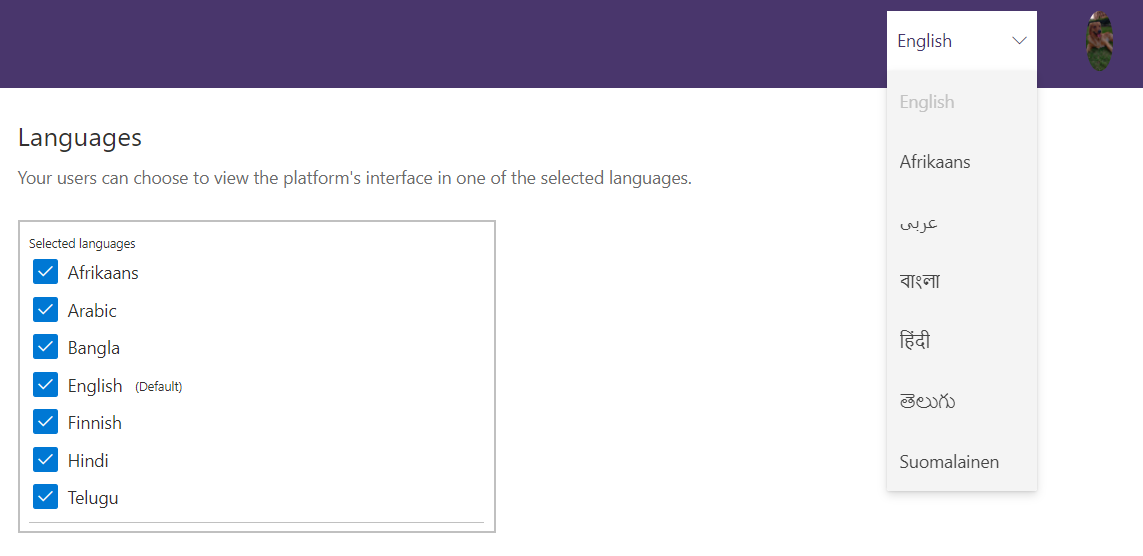 English
English
Afrikaans
عربى
বাংলা
हिंदी
తెలుగు
Suomalainen
Languages
Your users can choose to view the platform's interface in one of the selected languages.
Selected languages
Afrikaans
Arabic
Bangla
English (Default)
Finnish
Hindi
Telugu